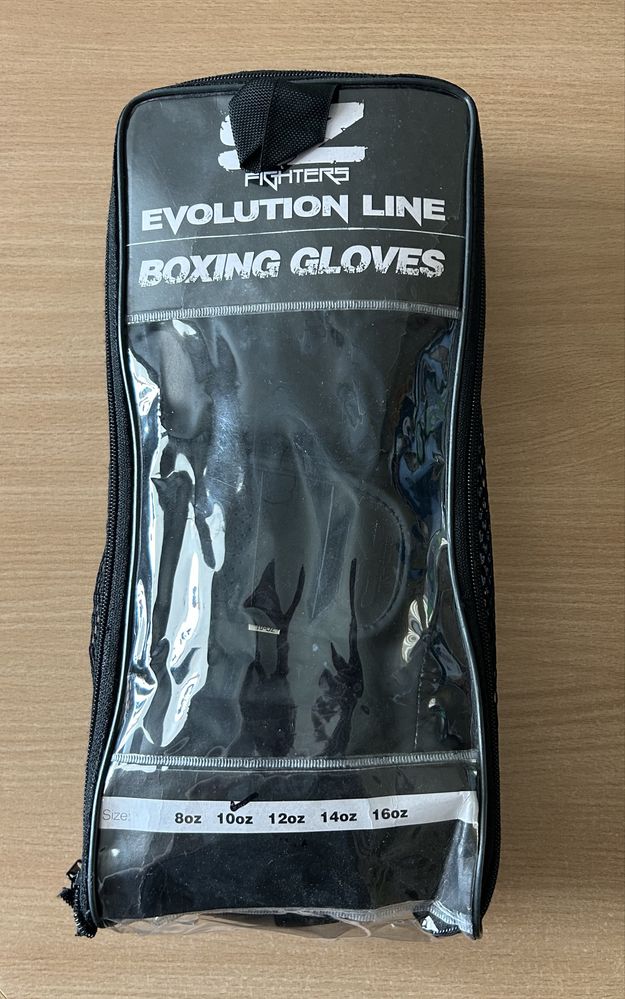 FIGHTERS
EVOLUTION LINE
BOXING GLOVES
Size: 8oz 10oz 12oz 14oz 16oz